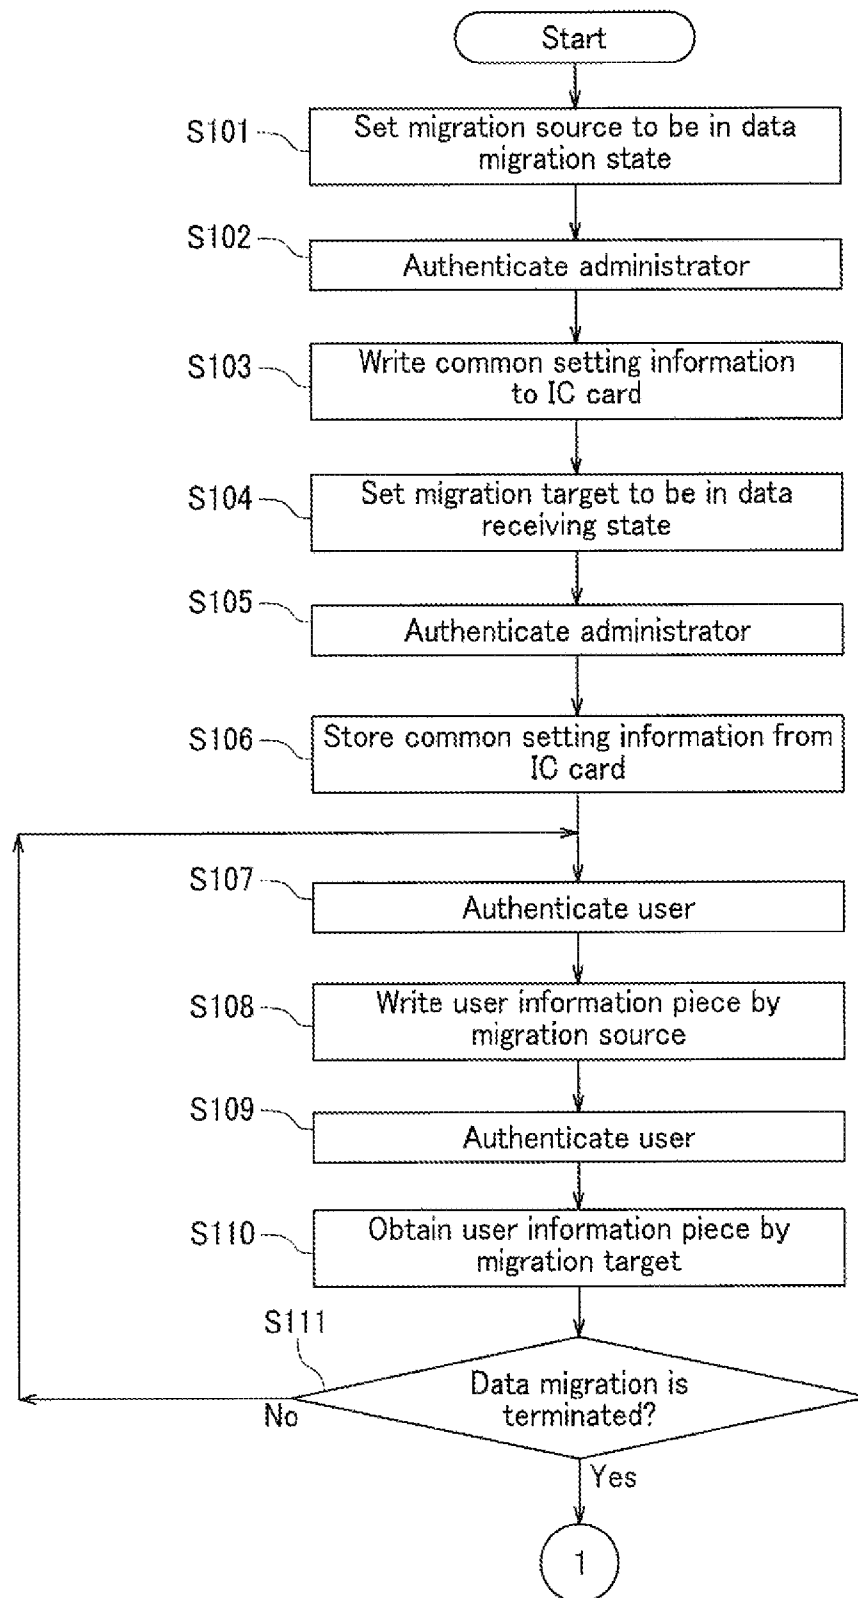 Start
S101
Set migration source to be in data
migration state
S102
Authenticate administrator
S103
Write common setting information
to IC card
S104
Set migration target to be in data
receiving state
S105
Authenticate administrator
S106
Store common setting information from
IC card
S107
Authenticate user
S108
Write user information piece by
migration source
S109
Authenticate user
S110
Obtain user information piece by
migration target
S111
Data migration is
terminated?
No
Yes
1